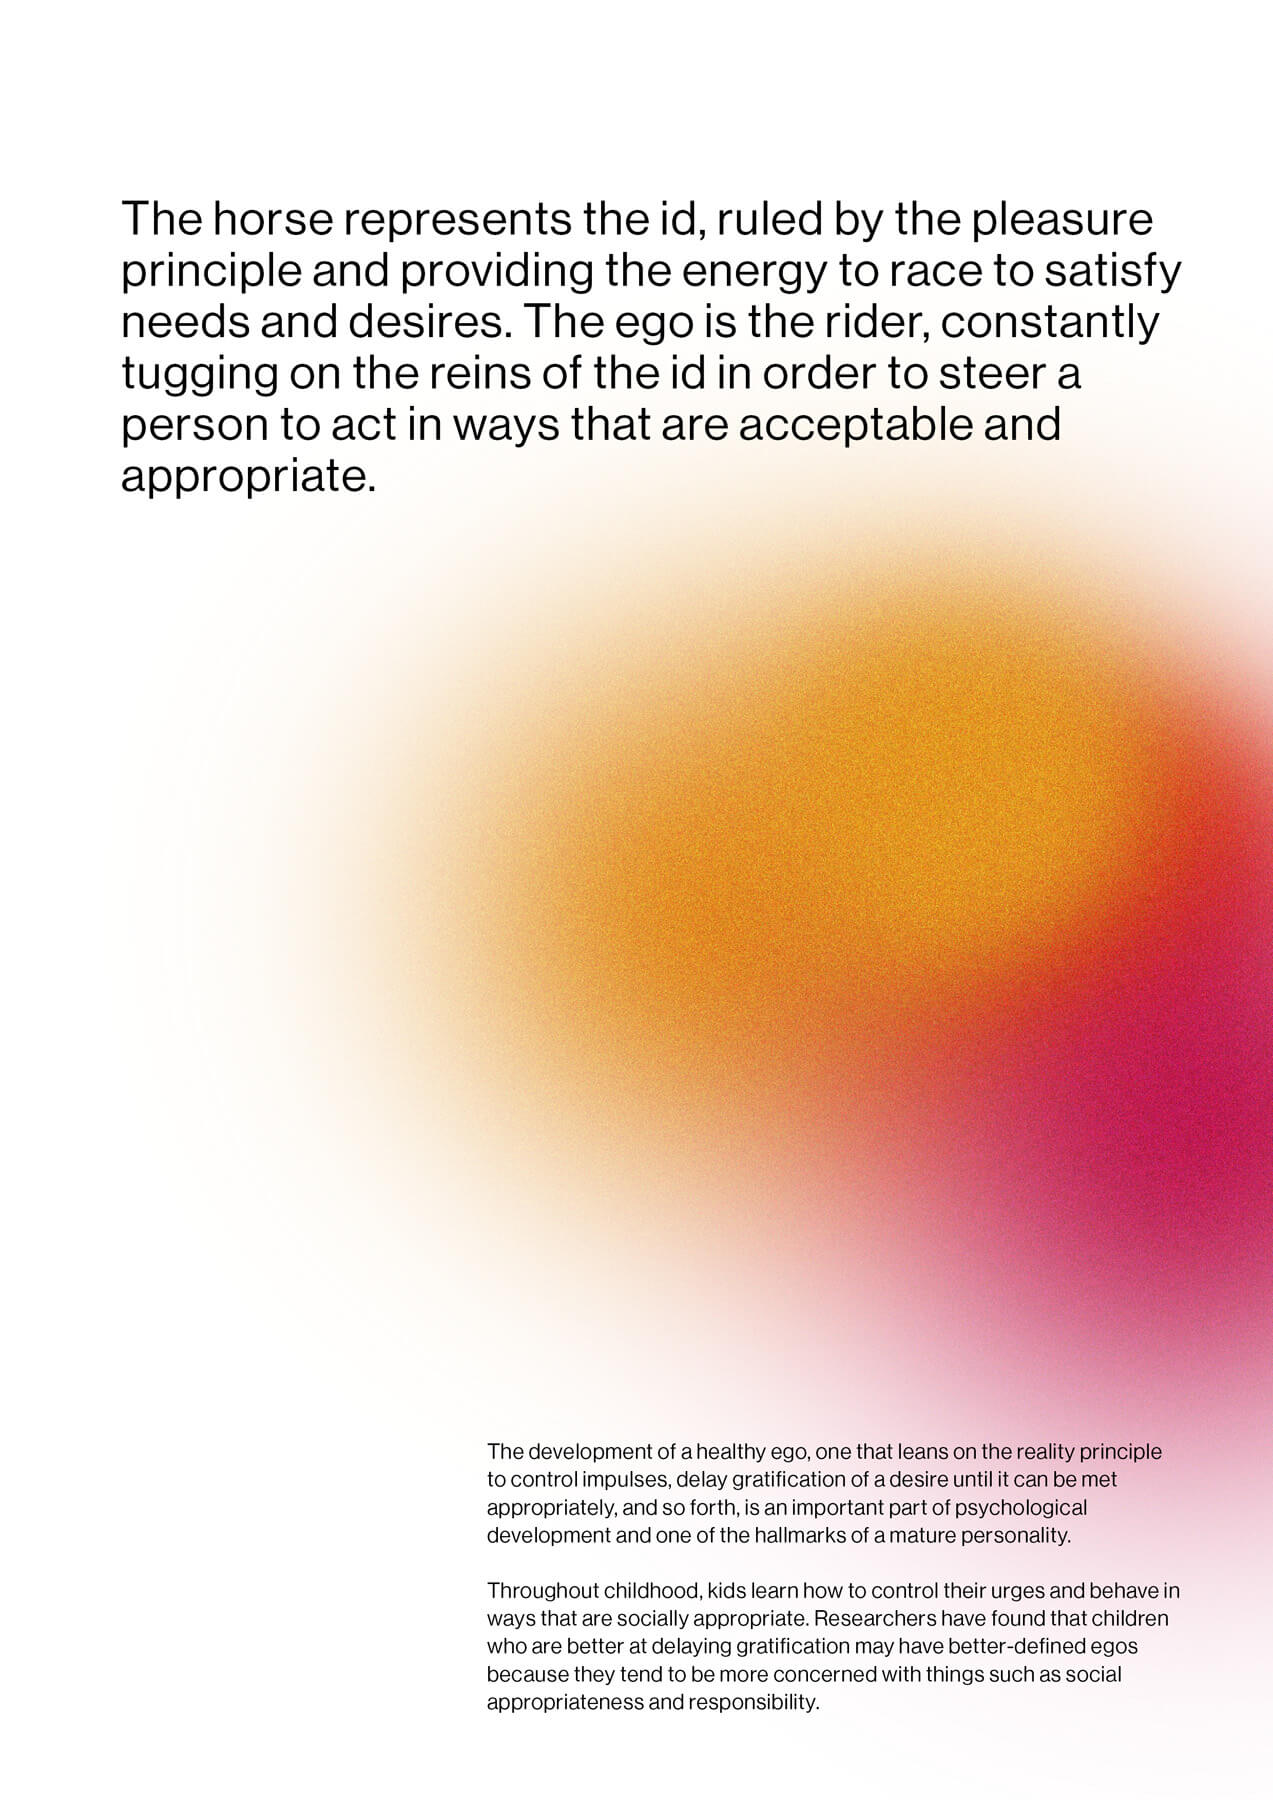 The horse represents the id, ruled by the pleasure
principle and providing the energy to race to satisfy
needs and desires. The ego is the rider, constantly
tugging on the reins of the id in order to steer a
person to act in ways that are acceptable and
appropriate.
The development of a healthy ego, one that leans on the reality principle
to control impulses, delay gratification of a desire until it can be met
appropriately, and so forth, is an important part of psychological
development and one of the hallmarks of a mature personality.
Throughout childhood, kids learn how to control their urges and behave in
ways that are socially appropriate. Researchers have found that children
who are better at delaying gratification may have better-defined egos
because they tend to be more concerned with things such as social
appropriateness and responsibility.